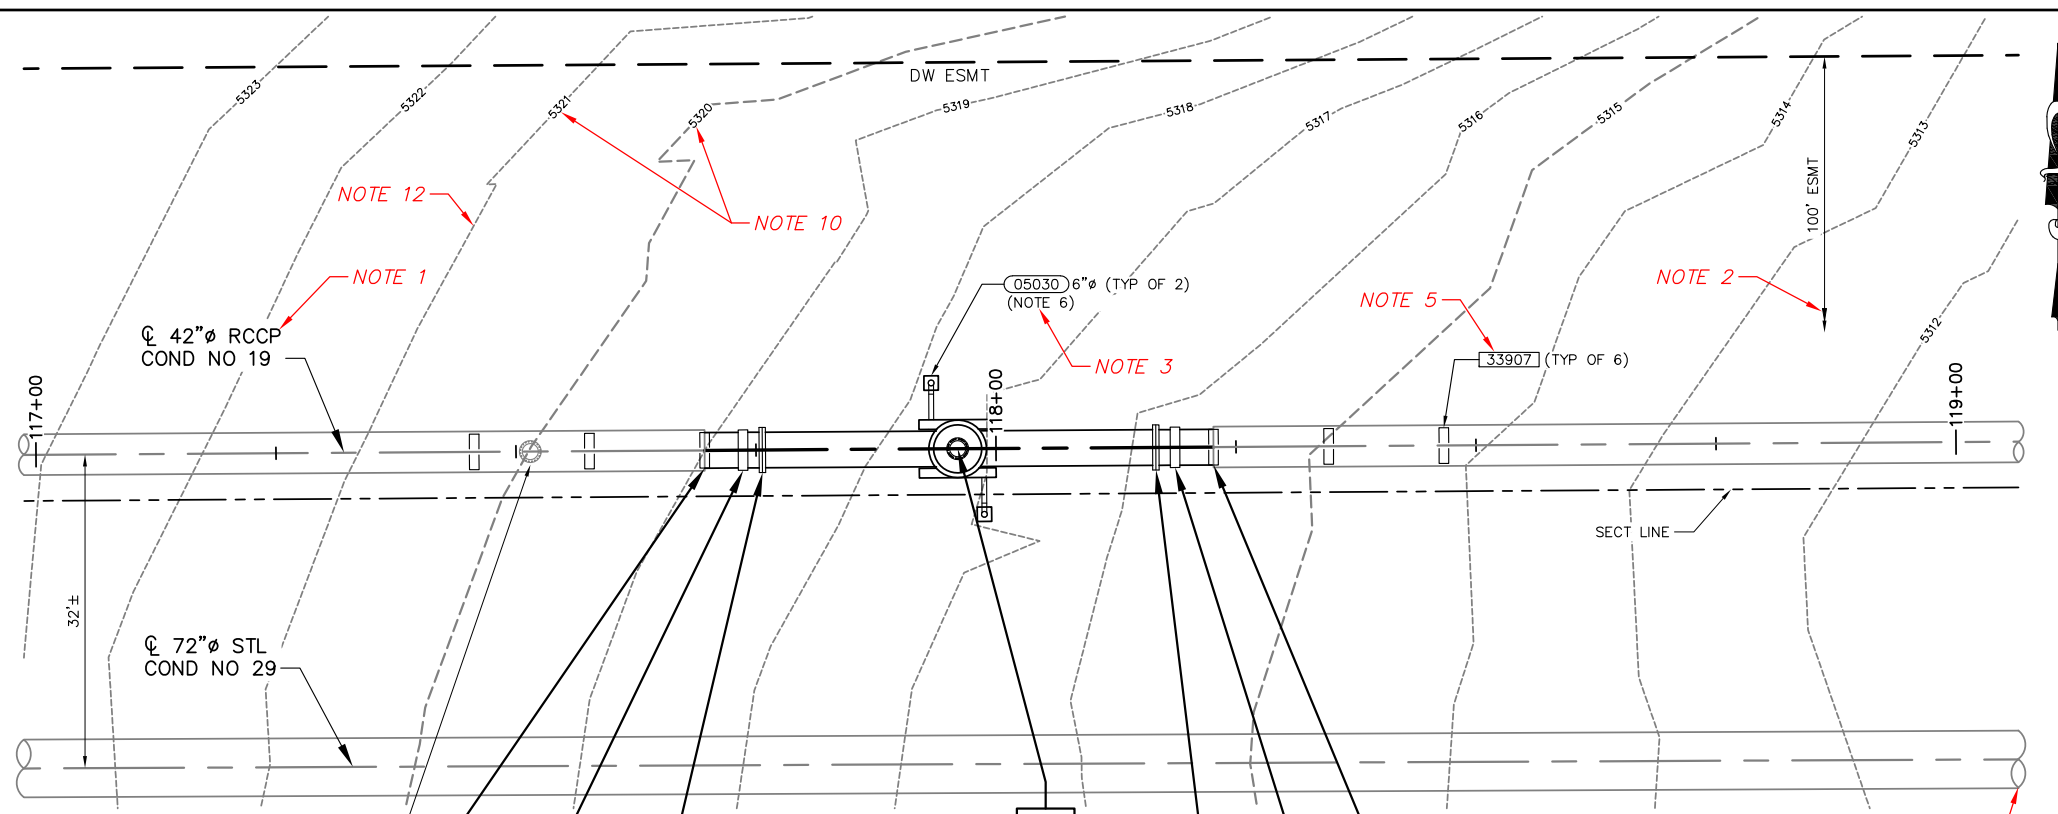 DW ESMT
5323
5322
5321
5320
5319
5318
5317
5316
5315
5314
5313
5312
NOTE 12
NOTE 10
NOTE 1
NOTE 2
NOTE 5
NOTE 3
100' ESMT
05030 6"ø (TYP OF 2)
(NOTE 6)
℄ 42"ø RCCP
COND NO 19
33907 (TYP OF 6)
117+00
118+00
119+00
SECT LINE
32'±
℄ 72"ø STL
COND NO 29